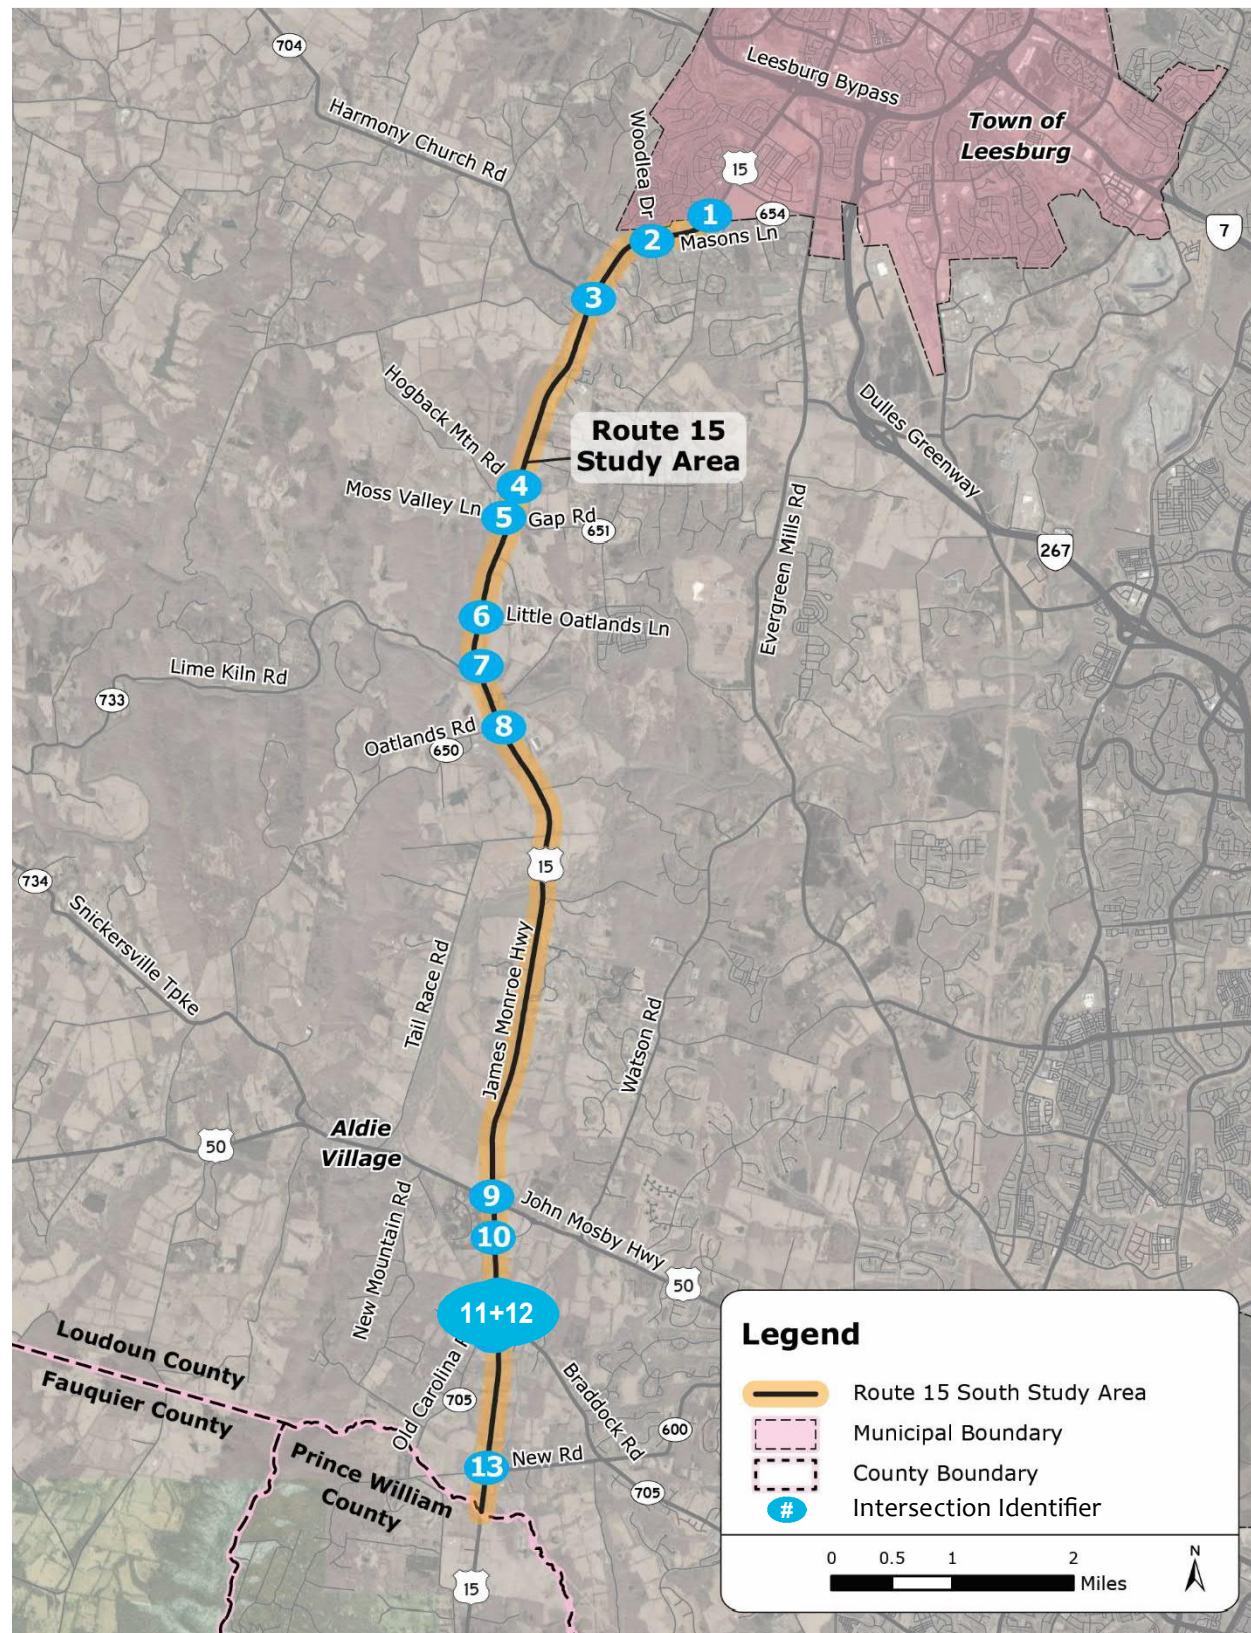 704
Harmony Church Rd
Leesburg Bypass
Woodlea Dr
Town of
Leesburg
15
1
654
7
2
Masons Ln
3
Hogback Mtn Rd
Route 15
Study Area
Dulles Greenway
4
Moss Valley Ln
5
Gap Rd
651
Evergreen Mills Rd
267
6
Little Oatlands Ln
7
Lime Kiln Rd
733
8
Oatlands Rd
650
15
734
Snickersville Tpke
Tail Race Rd
James Monroe Hwy
Watson Rd
Aldie
Village
50
9
John Mosby Hwy
10
New Mountain Rd
50
11+12
Loudoun County
Fauquier County
Old Carolina
705
Braddock Rd
600
13
New Rd
705
Prince William
County
15
Legend
Route 15 South Study Area
Municipal Boundary
County Boundary
# Intersection Identifier
0 0.5 1 2
Miles
N